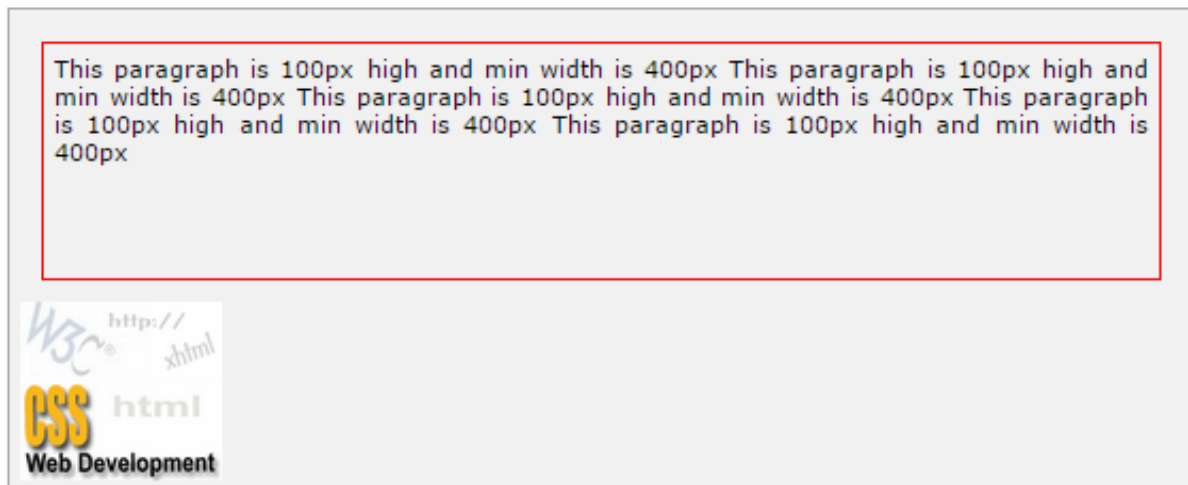 This paragraph is 100px high and min width is 400px This paragraph is 100px high and
min width is 400px This paragraph is 100px high and min width is 400px This paragraph
is 100px high and min width is 400px This paragraph is 100px high and min width is
400px
W3C®
http://
xhtml
CSS
html
Web Development